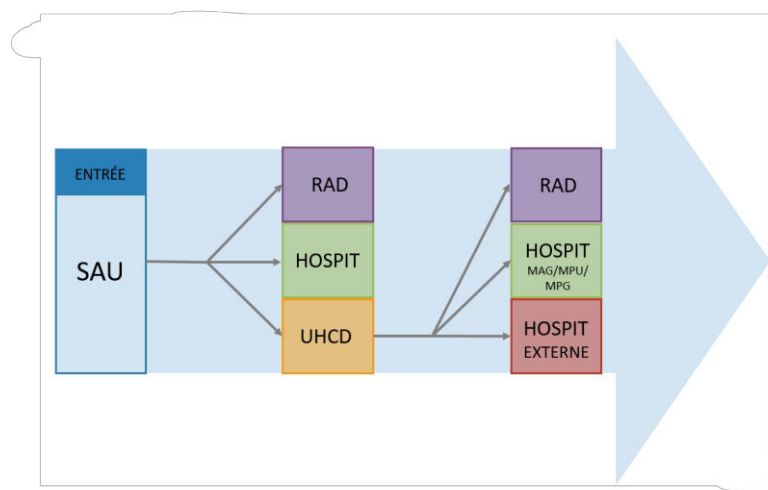 ENTRÉE
SAU
RAD
HOSPIT
UHCD
RAD
HOSPIT
MAG/MPU/
MPG
HOSPIT
EXTERNE